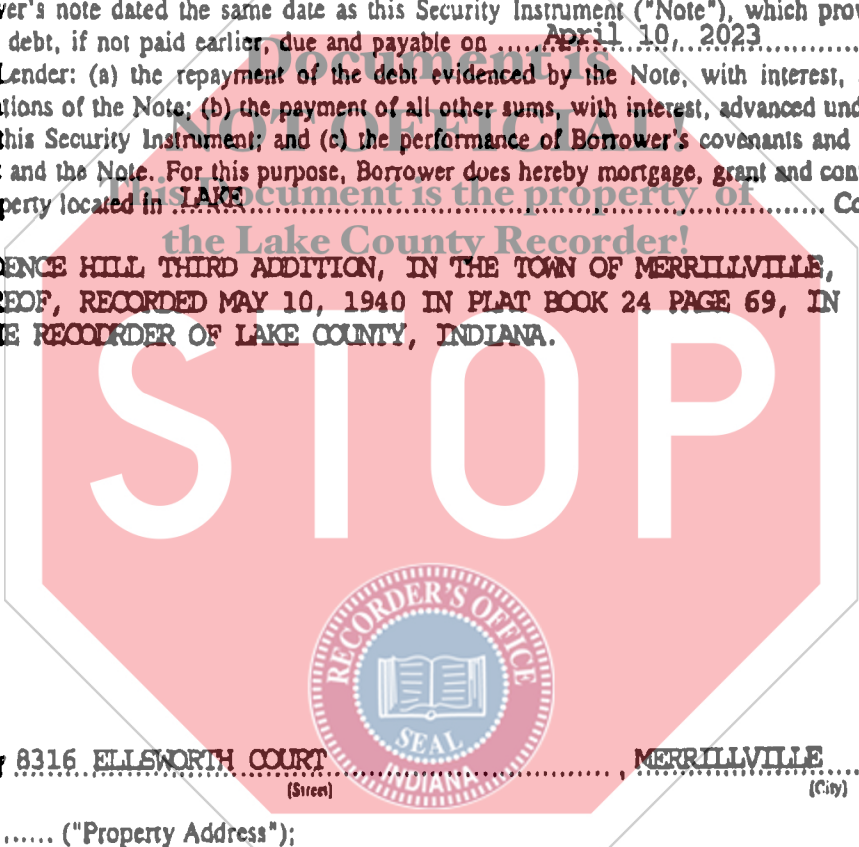 ver's note dated the same date as this Security Instrument ("Note"), which prov
debt, if not paid earlier, due and payable on ..... April 10, 2023 ..............
Lender: (a) the repayment of the debt evidenced by the Note, with interest,
tions of the Note; (b) the payment of all other sums, with interest, advanced und
this Security Instrument; and (c) the performance of Borrower's covenants and
and the Note. For this purpose, Borrower does hereby mortgage, grant and con
perty located in ..LAKE.............................................................. Co
Document is
NOT OFFICIAL!
This Document is the property of
the Lake County Recorder!
DENCE HILL THIRD ADDITION, IN THE TOWN OF MERRILLVILLE,
REOF, RECORDED MAY 10, 1940 IN PLAT BOOK 24 PAGE 69, IN
E RECODRDER OF LAKE COUNTY, INDIANA.
STOP
RECORDER'S OFFICE
SEAL
INDIANA
8316 ELLSWORTH COURT ................................, MERRILLVILLE ....
(Street) (City)
...... ("Property Address");